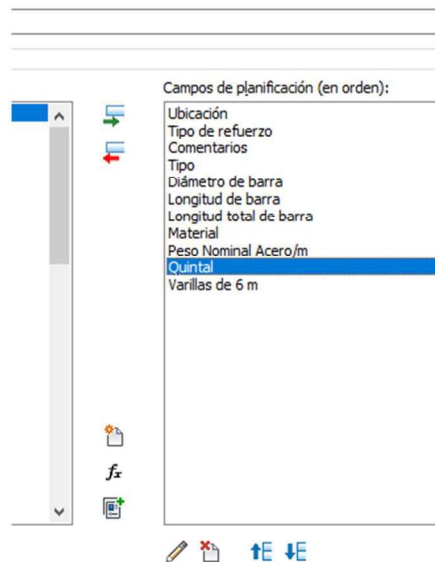 Campos de planificación (en orden):
Ubicación
Tipo de refuerzo
Comentarios
Tipo
Diámetro de barra
Longitud de barra
Longitud total de barra
Material
Peso Nominal Acero/m
Quintal
Varillas de 6 m
fx